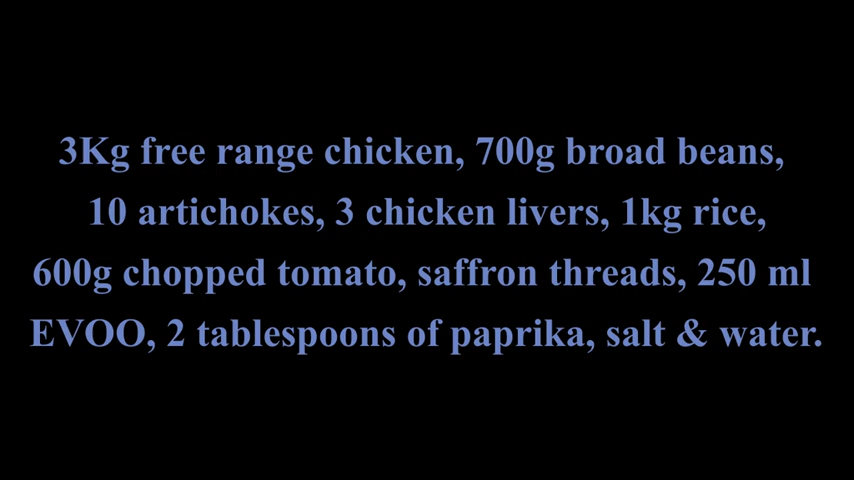 3Kg free range chicken, 700g broad beans,
10 artichokes, 3 chicken livers, 1kg rice,
600g chopped tomato, saffron threads, 250 ml
EVOO, 2 tablespoons of paprika, salt & water.